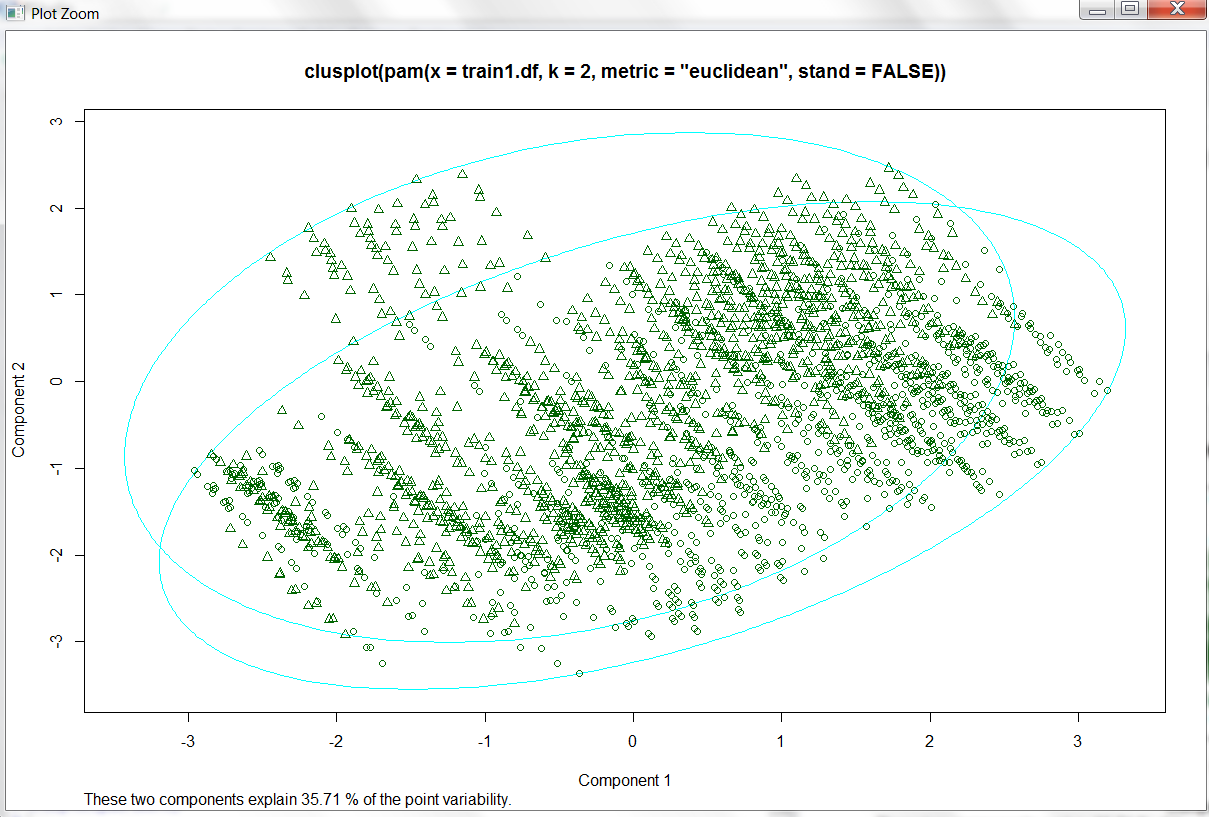 Plot Zoom
clusplot(pam(x = train1.df, k = 2, metric = "euclidean", stand = FALSE))
3
2
1
0
-1
-2
-3
Component 2
-3 -2 -1 0 1 2 3
Component 1
These two components explain 35.71 % of the point variability.